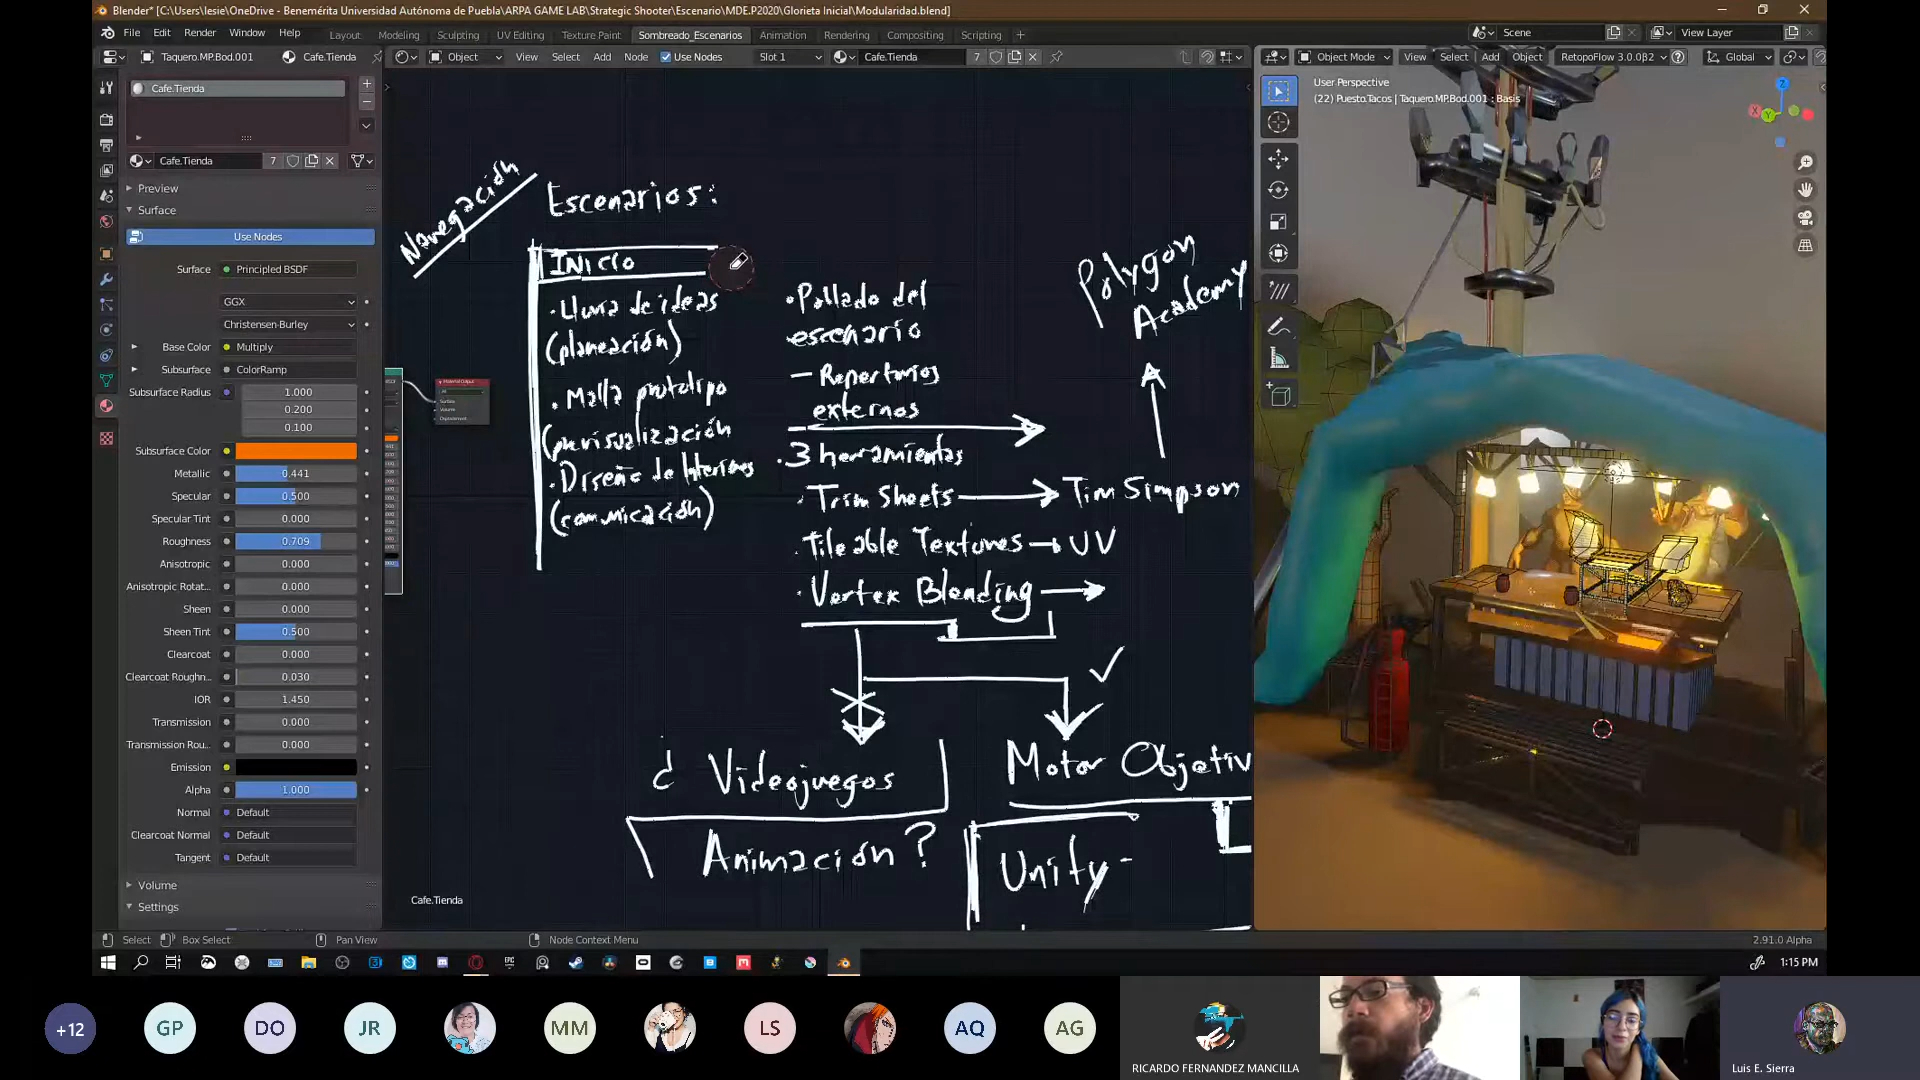 Blender* [C:\Users\lesie\OneDrive - Benemérita Universidad Autónoma de Puebla\ARPA GAME LAB\Strategic Shooter\Escenario\MDE.P2020\Glorieta Inicial\Modularidad.blend]
File Edit Render Window Help Layout Modeling Sculpting UV Editing Texture Paint Sombreado_Escenarios Animation Rendering Compositing Scripting + Scene View Layer
Taquero.MP.Bod.001 Cafe.Tienda Object View Select Add Node Use Nodes Slot 1 Cafe.Tienda 7 Object Mode View Select Add Object RetopoFlow 3.0.0β2 Global
Cafe.Tienda
Cafe.Tienda 7
Preview
Surface
Use Nodes
Surface Principled BSDF
GGX
Christensen-Burley
Base Color Multiply
Subsurface ColorRamp
Subsurface Radius 1.000
0.200
0.100
Subsurface Color
Metallic 0.441
Specular 0.500
Specular Tint 0.000
Roughness 0.709
Anisotropic 0.000
Anisotropic Rotat... 0.000
Sheen 0.000
Sheen Tint 0.500
Clearcoat 0.000
Clearcoat Roughn... 0.030
IOR 1.450
Transmission 0.000
Transmission Rou... 0.000
Emission
Alpha 1.000
Normal Default
Clearcoat Normal Default
Tangent Default
Volume
Settings
Navegación
Escenarios:
INICIO
(planeación)
. Malla prototipo
(comunicación)
escenario
externos
3 herramientas
Trim Sheets
Tim Simpson
Tileable Textures UV
Vertex Blending
Polygon
Academy
¿ Videojuegos
Animación ?
Motor Objetiv
Unity
Material Output
Cafe.Tienda
User Perspective
(22) Puesto.Tacos | Taquero.MP.Bod.001 : Basis
Z
X
Y
Select Box Select Pan View Node Context Menu 2.91.0 Alpha
1:15 PM
+12 GP DO JR MM LS AQ AG
RICARDO FERNANDEZ MANCILLA
Luis E. Sierra